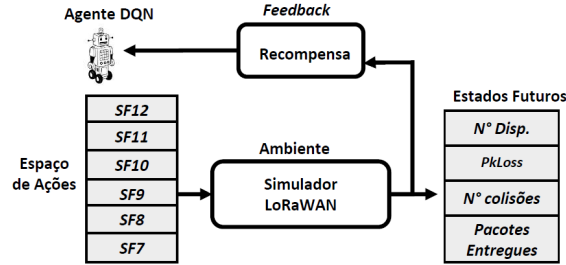 Agente DQN
Feedback
Recompensa
Espaço
de Ações
SF12
SF11
SF10
SF9
SF8
SF7
Ambiente
Simulador
LoRaWAN
Estados Futuros
N° Disp.
PkLoss
N° colisões
Pacotes
Entregues